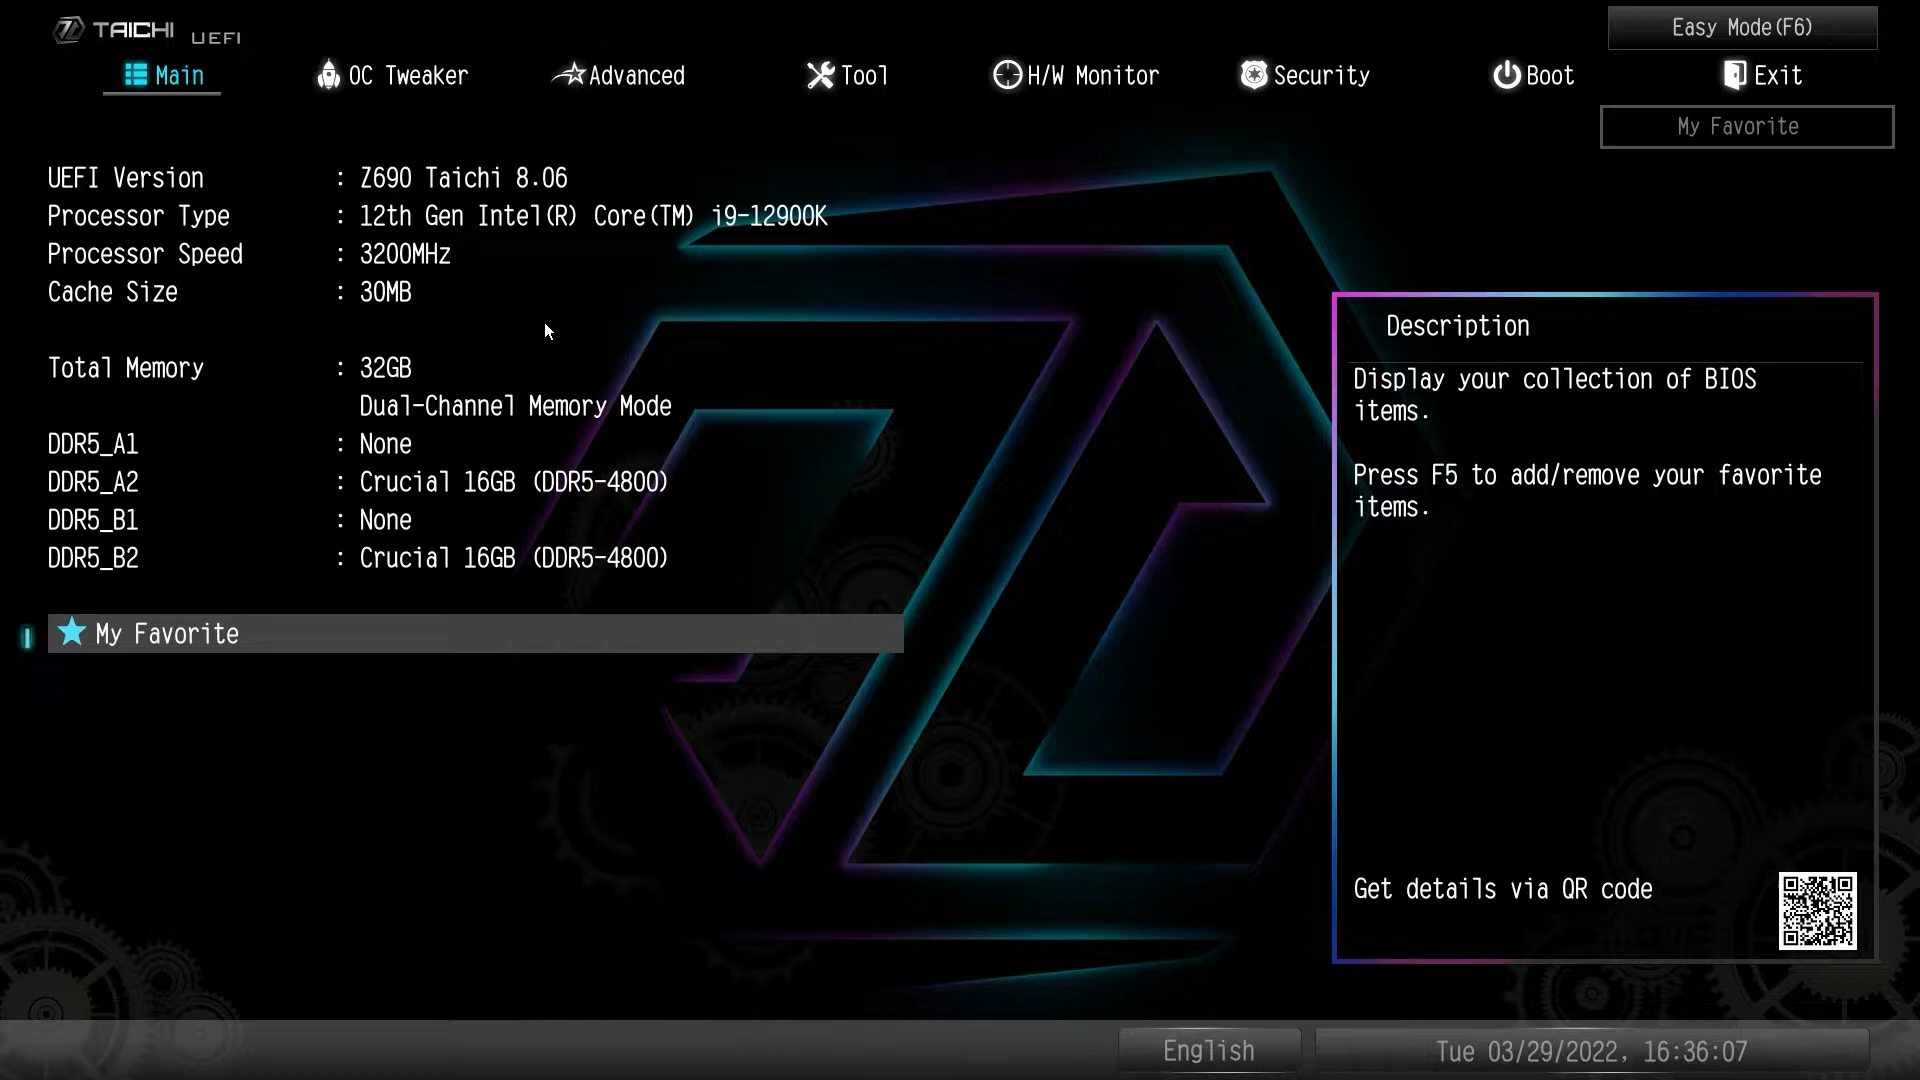 TAICHI UEFI
Easy Mode(F6)
Main OC Tweaker Advanced Tool H/W Monitor Security Boot Exit
My Favorite
UEFI Version : Z690 Taichi 8.06
Processor Type : 12th Gen Intel(R) Core(TM) i9-12900K
Processor Speed : 3200MHz
Cache Size : 30MB
Total Memory : 32GB
Dual-Channel Memory Mode
DDR5_A1 : None
DDR5_A2 : Crucial 16GB (DDR5-4800)
DDR5_B1 : None
DDR5_B2 : Crucial 16GB (DDR5-4800)
My Favorite
Description
Display your collection of BIOS
items.
Press F5 to add/remove your favorite
items.
Get details via QR code
English
Tue 03/29/2022, 16:36:07